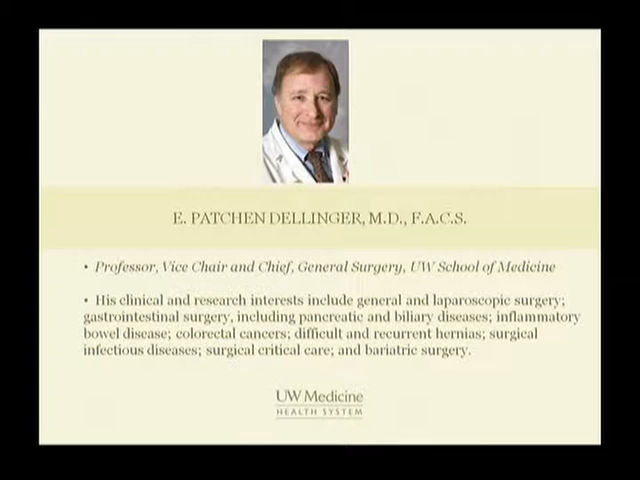 E. PATCHEN DELLINGER, M.D., F.A.C.S.
• Professor, Vice Chair and Chief, General Surgery, UW School of Medicine
• His clinical and research interests include general and laparoscopic surgery;
gastrointestinal surgery, including pancreatic and biliary diseases; inflammatory
bowel disease; colorectal cancers; difficult and recurrent hernias; surgical
infectious diseases; surgical critical care; and bariatric surgery.
UW Medicine
HEALTH SYSTEM